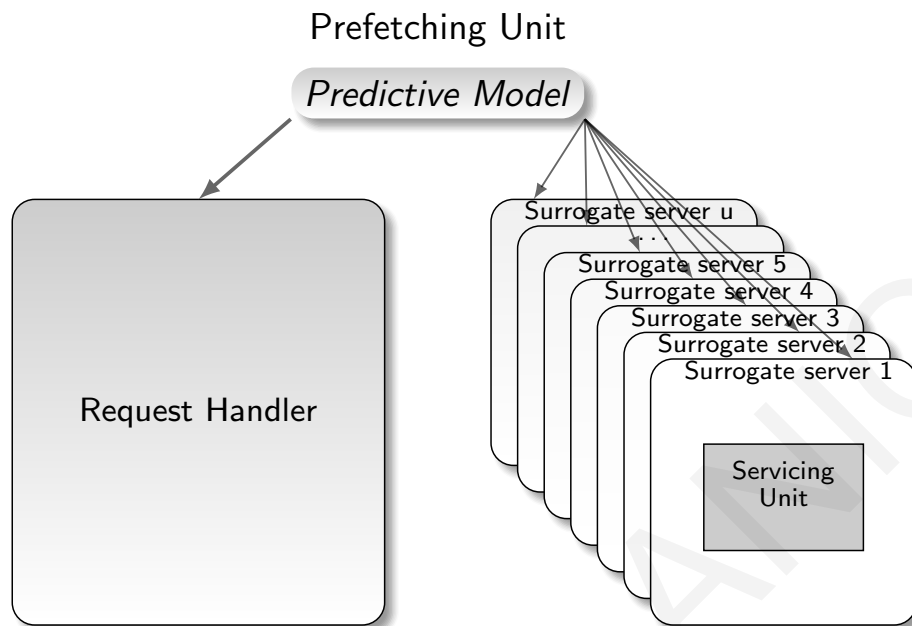 Prefetching Unit
Predictive Model
Request Handler
Surrogate server u
. . .
Surrogate server 5
Surrogate server 4
Surrogate server 3
Surrogate server 2
Surrogate server 1
Servicing
Unit